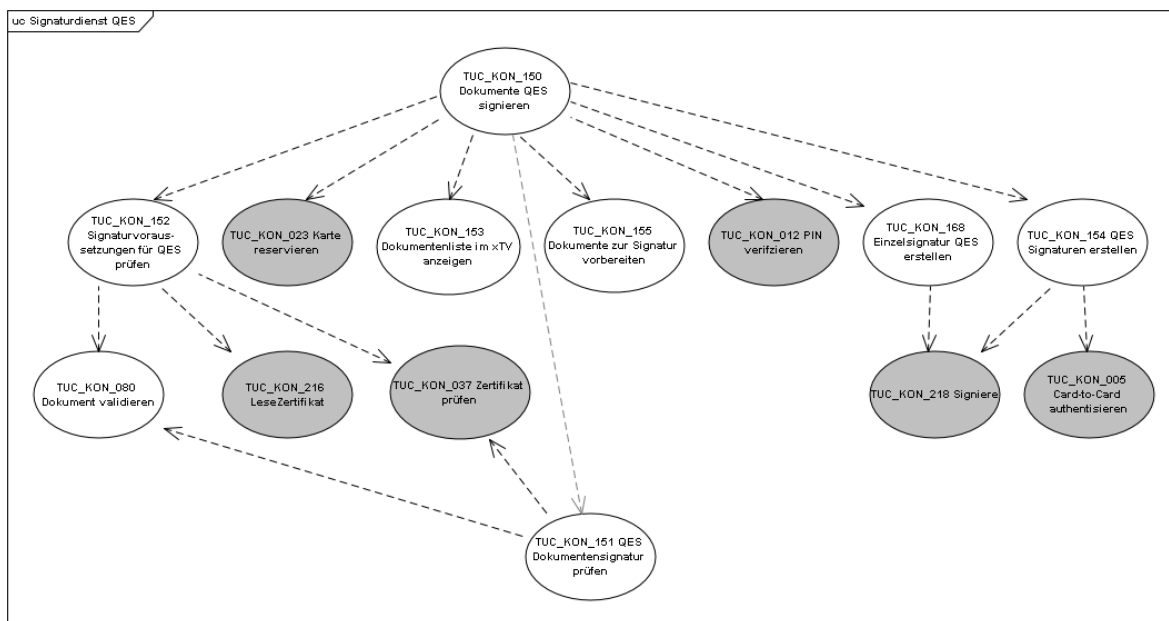 uc Signaturdienst QES
TUC_KON_150
Dokumente QES
signieren
TUC_KON_152
Signaturvoraus-
setzungen für QES
prüfen
TUC_KON_023 Karte
reservieren
TUC_KON_153
Dokumentenliste im xTV
anzeigen
TUC_KON_155
Dokumente zur Signatur
vorbereiten
TUC_KON_012 PIN
verifzieren
TUC_KON_168
Einzelsignatur QES
erstellen
TUC_KON_154 QES
Signaturen erstellen
TUC_KON_080
Dokument validieren
TUC_KON_216
LeseZertifikat
TUC_KON_037 Zertifikat
prüfen
TUC_KON_218 Signiere
TUC_KON_005
Card-to-Card
authentisieren
TUC_KON_151 QES
Dokumentensignatur
prüfen